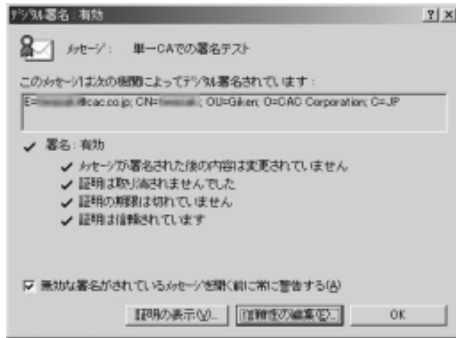 デジタル署名：有効
メッセージ： 単一CAでの署名テスト
このメッセージは次の機関によってデジタル署名されています：
E= @cac.co.jp; CN= ; OU=Giken; O=CAC Corporation; C=JP
署名：有効
メッセージが署名された後の内容は変更されていません
証明は取り消されませんでした
証明の期限は切れていません
証明は信頼されています
無効な署名がされているメッセージを開く前に常に警告する(A)
証明の表示(V)... 信頼性の編集(E)... OK